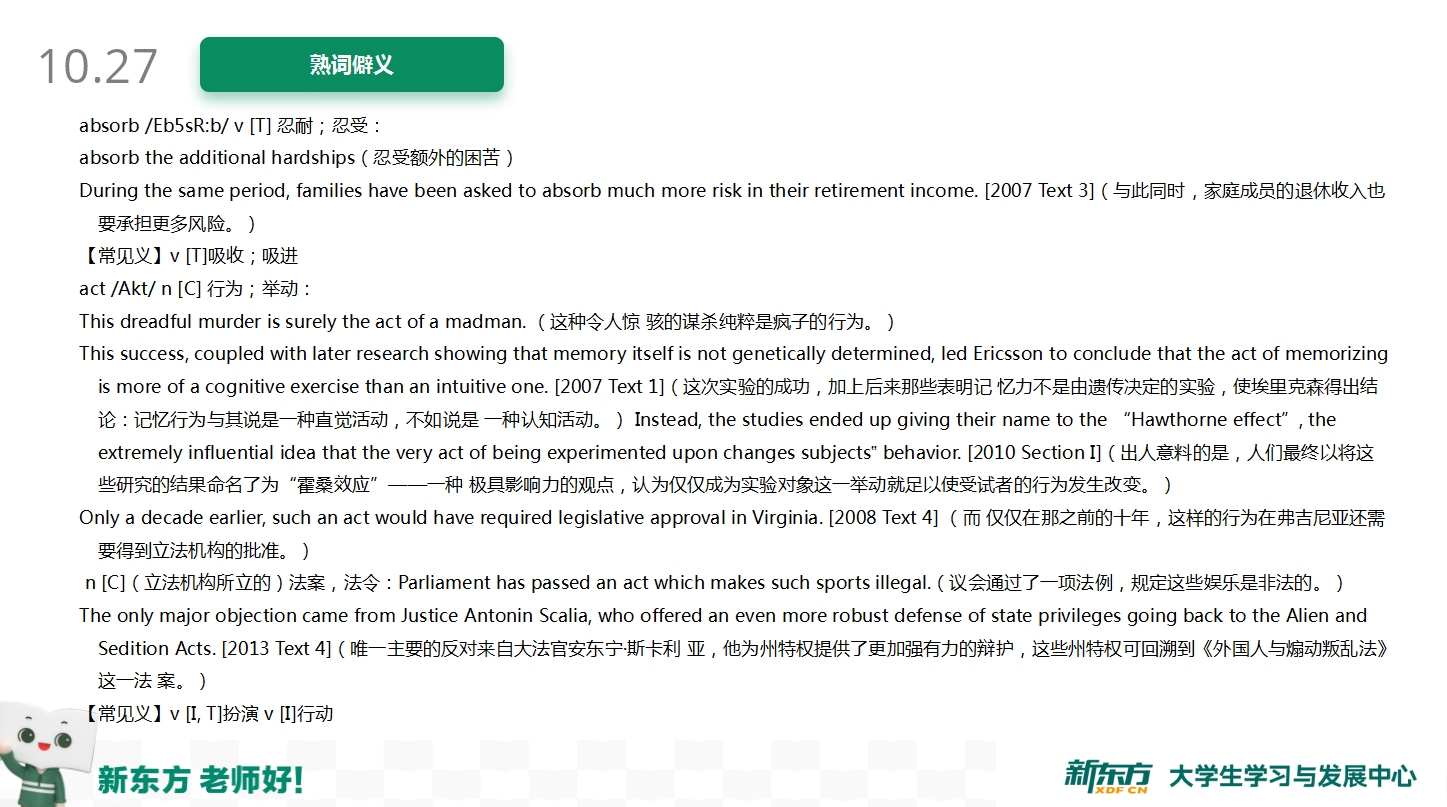 10.27
熟词僻义
absorb /Eb5sR:b/ v [T] 忍耐；忍受：
absorb the additional hardships（忍受额外的困苦）
During the same period, families have been asked to absorb much more risk in their retirement income. [2007 Text 3]（与此同时，家庭成员的退休收入也
要承担更多风险。）
【常见义】v [T]吸收；吸进
act /Akt/ n [C] 行为；举动：
This dreadful murder is surely the act of a madman. （这种令人惊 骇的谋杀纯粹是疯子的行为。）
This success, coupled with later research showing that memory itself is not genetically determined, led Ericsson to conclude that the act of memorizing
is more of a cognitive exercise than an intuitive one. [2007 Text 1]（这次实验的成功，加上后来那些表明记 忆力不是由遗传决定的实验，使埃里克森得出结
论：记忆行为与其说是一种直觉活动，不如说是 一种认知活动。） Instead, the studies ended up giving their name to the “Hawthorne effect”, the
extremely influential idea that the very act of being experimented upon changes subjects‟ behavior. [2010 Section I]（出人意料的是，人们最终以将这
些研究的结果命名了为“霍桑效应”——一种 极具影响力的观点，认为仅仅成为实验对象这一举动就足以使受试者的行为发生改变。）
Only a decade earlier, such an act would have required legislative approval in Virginia. [2008 Text 4] （而 仅仅在那之前的十年，这样的行为在弗吉尼亚还需
要得到立法机构的批准。）
n [C]（立法机构所立的）法案，法令：Parliament has passed an act which makes such sports illegal.（议会通过了一项法例，规定这些娱乐是非法的。）
The only major objection came from Justice Antonin Scalia, who offered an even more robust defense of state privileges going back to the Alien and
Sedition Acts. [2013 Text 4]（唯一主要的反对来自大法官安东宁·斯卡利 亚，他为州特权提供了更加强有力的辩护，这些州特权可回溯到《外国人与煽动叛乱法》
这一法 案。）
【常见义】v [I, T]扮演 v [I]行动
新东方 老师好!
新东方 XDF.CN 大学生学习与发展中心